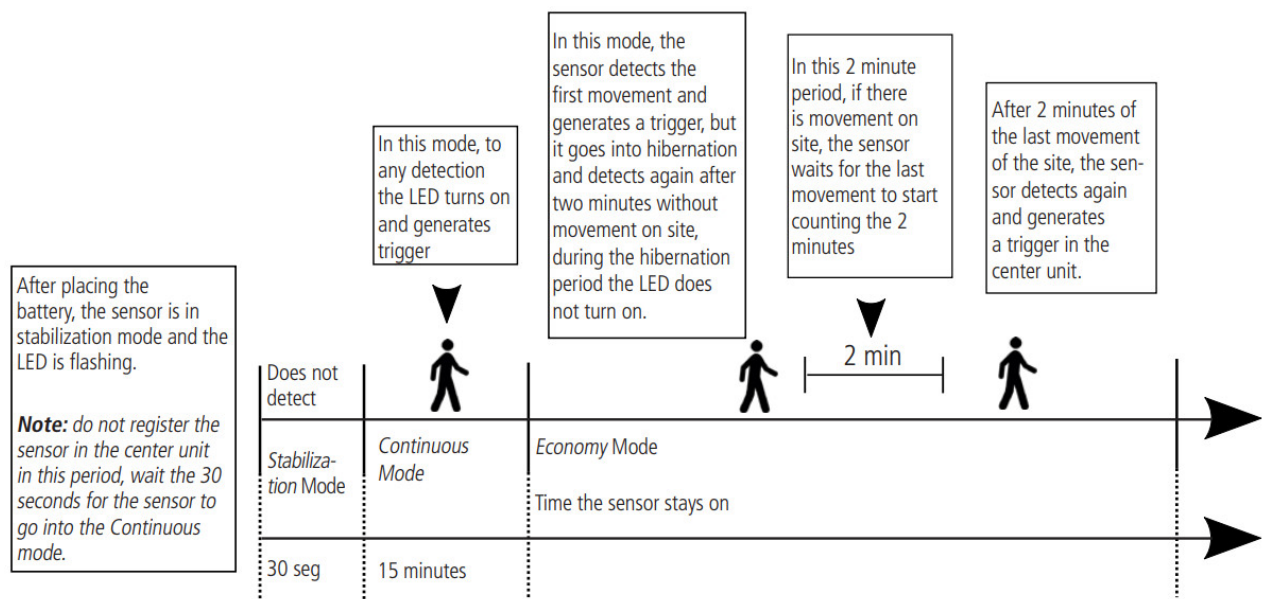 After placing the
battery, the sensor is in
stabilization mode and the
LED is flashing.
Note: do not register the
sensor in the center unit
in this period, wait the 30
seconds for the sensor to
go into the Continuous
mode.
In this mode, to
any detection
the LED turns on
and generates
trigger
In this mode, the
sensor detects the
first movement and
generates a trigger, but
it goes into hibernation
and detects again after
two minutes without
movement on site,
during the hibernation
period the LED does
not turn on.
In this 2 minute
period, if there
is movement on
site, the sensor
waits for the last
movement to start
counting the 2
minutes
After 2 minutes of
the last movement
of the site, the sen-
sor detects again
and generates
a trigger in the
center unit.
2 min
Does not
detect
Stabiliza-
tion Mode
Continuous
Mode
Economy Mode
Time the sensor stays on
30 seg
15 minutes